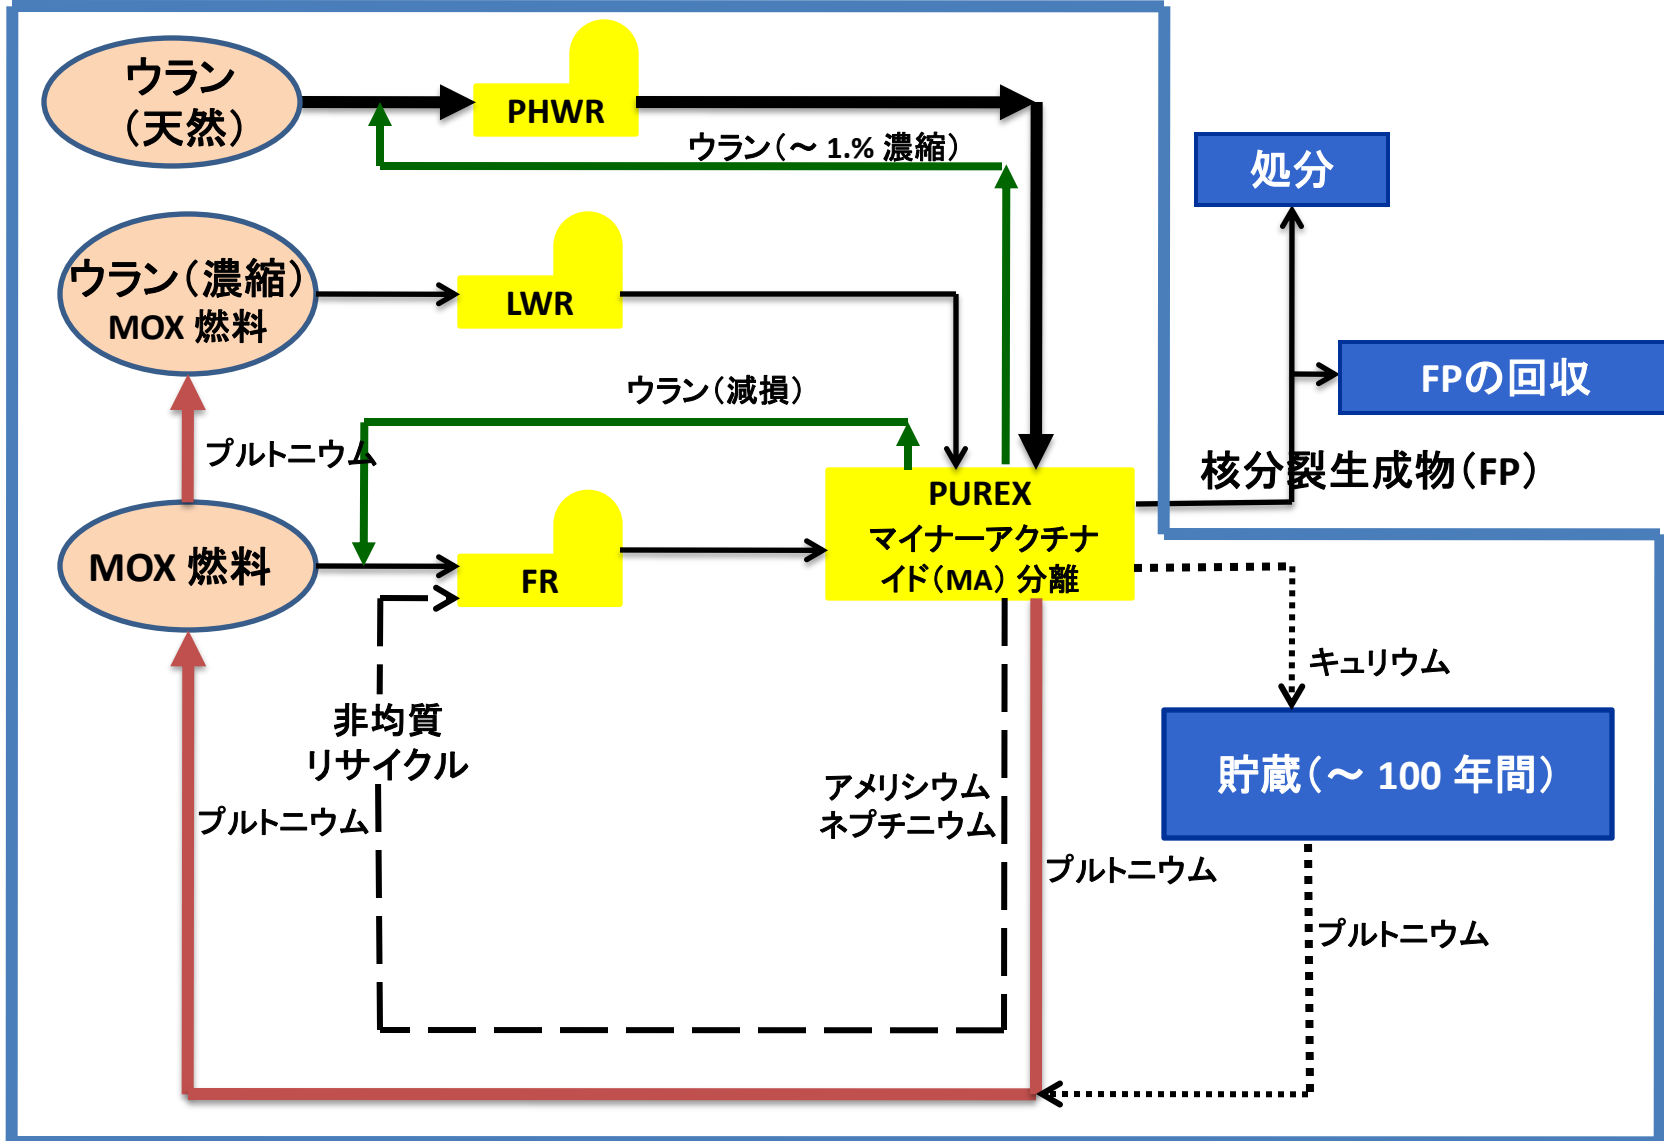 ウラン
（天然）
PHWR
ウラン（～ 1.% 濃縮）
処分
ウラン（濃縮）
MOX 燃料
LWR
FPの回収
ウラン（減損）
プルトニウム
核分裂生成物（FP）
PUREX
マイナーアクチナ
イド（MA）分離
MOX 燃料
FR
キュリウム
非均質
リサイクル
貯蔵（～ 100 年間）
アメリシウム
ネプチニウム
プルトニウム
プルトニウム
プルトニウム